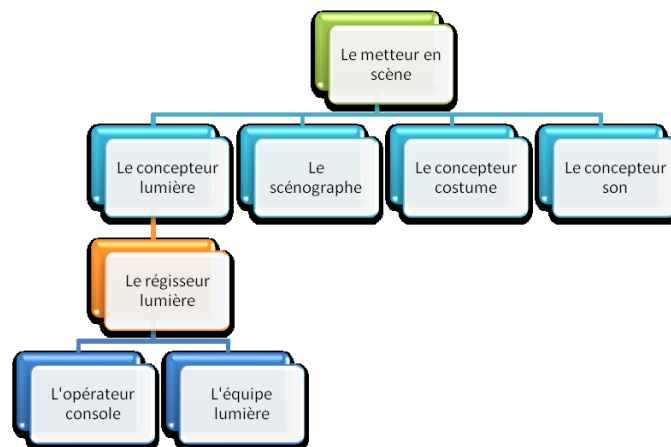 Le metteur en
scène
Le concepteur
lumière
Le
scénographe
Le concepteur
costume
Le concepteur
son
Le régisseur
lumière
L'opérateur
console
L'équipe
lumière